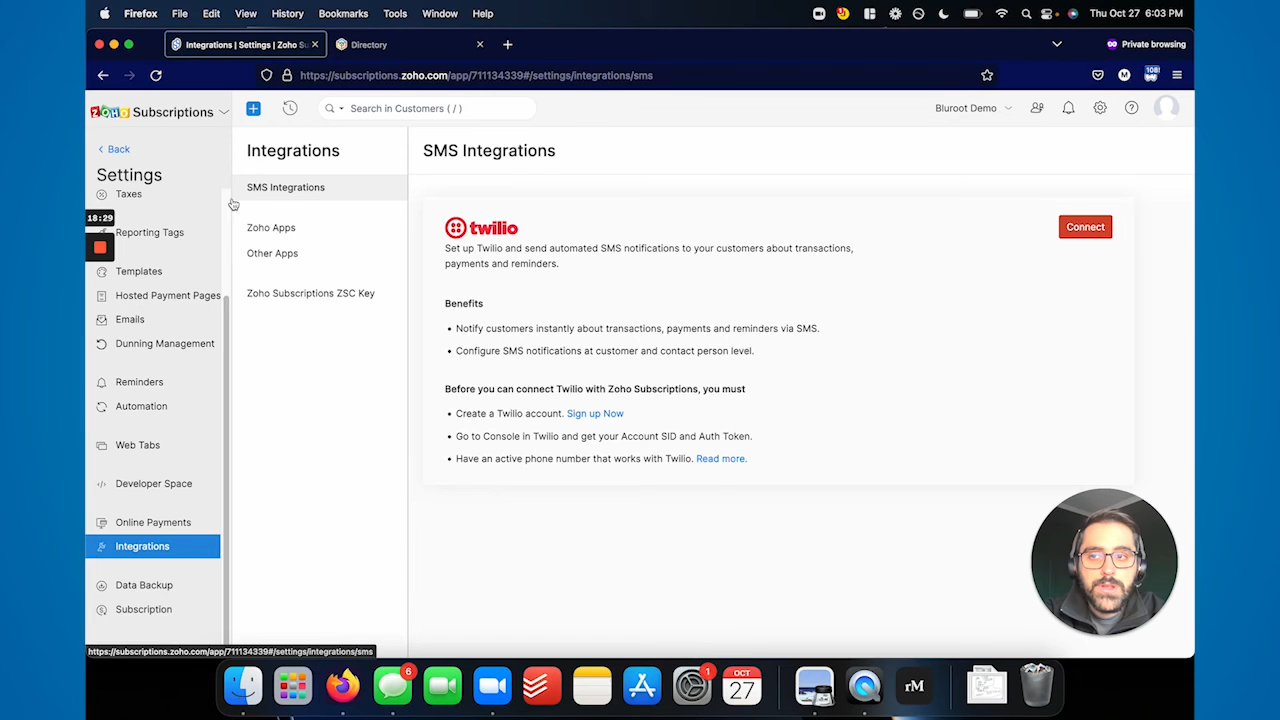 Firefox File Edit View History Bookmarks Tools Window Help Thu Oct 27 6:03 PM
Integrations | Settings | Zoho Su Directory
Private browsing
https://subscriptions.zoho.com/app/711134339#/settings/integrations/sms
ZOHO Subscriptions
Search in Customers ( / )
Bluroot Demo
Back
Settings
Taxes
18:29
Reporting Tags
Templates
Hosted Payment Pages
Emails
Dunning Management
Reminders
Automation
Web Tabs
Developer Space
Online Payments
Integrations
Data Backup
Subscription
Integrations
SMS Integrations
Zoho Apps
Other Apps
Zoho Subscriptions ZSC Key
SMS Integrations
twilio
Connect
Set up Twilio and send automated SMS notifications to your customers about transactions,
payments and reminders.
Benefits
• Notify customers instantly about transactions, payments and reminders via SMS.
• Configure SMS notifications at customer and contact person level.
Before you can connect Twilio with Zoho Subscriptions, you must
• Create a Twilio account. Sign up Now
• Go to Console in Twilio and get your Account SID and Auth Token.
• Have an active phone number that works with Twilio. Read more.
https://subscriptions.zoho.com/app/711134339#/settings/integrations/sms
6
1
OCT
27
rM